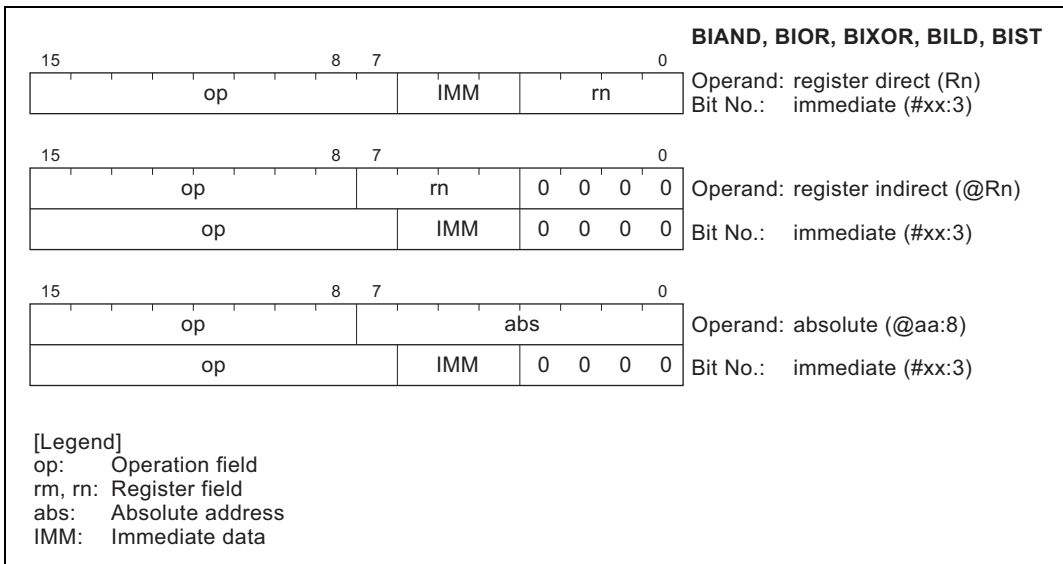 BIAND, BIOR, BIXOR, BILD, BIST
15 8 7 0
op IMM rn
Operand: register direct (Rn)
Bit No.: immediate (#xx:3)
15 8 7 0
op rn 0 0 0 0 Operand: register indirect (@Rn)
op IMM 0 0 0 0 Bit No.: immediate (#xx:3)
15 8 7 0
op abs Operand: absolute (@aa:8)
op IMM 0 0 0 0 Bit No.: immediate (#xx:3)
[Legend]
op: Operation field
rm, rn: Register field
abs: Absolute address
IMM: Immediate data